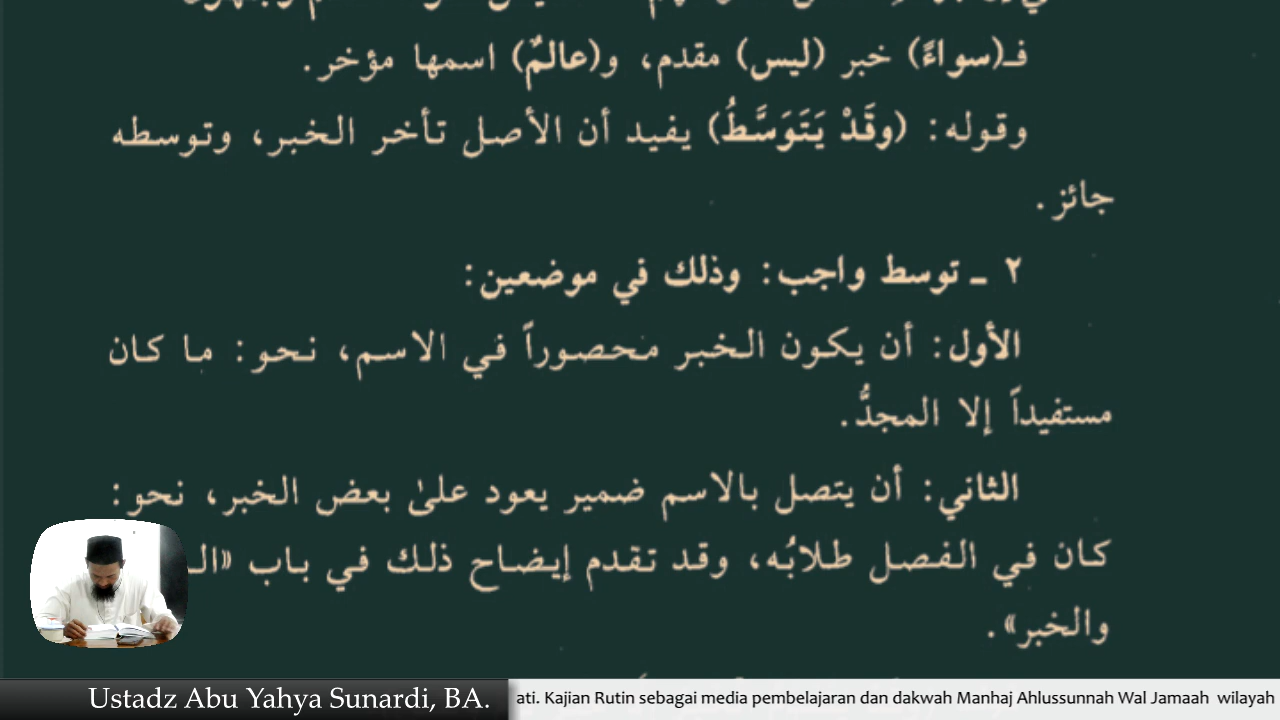 فـ(سواءً) خبر (ليس) مقدم، و(عالمٌ) اسمها مؤخر.
وقوله: (وقَدْ يَتَوَسَّطُ) يفيد أن الأصل تأخر الخبر، وتوسطه
جائز.
٢ ـ توسط واجب: وذلك في موضعين:
الأول: أن يكون الخبر محصوراً في الاسم، نحو: ما كان
مستفيداً إلا المجدُّ.
الثاني: أن يتصل بالاسم ضمير يعود علىٰ بعض الخبر، نحو:
كان في الفصل طلابُه، وقد تقدم إيضاح ذلك في باب «الـ
والخبر».
Ustadz Abu Yahya Sunardi, BA.
ati. Kajian Rutin sebagai media pembelajaran dan dakwah Manhaj Ahlussunnah Wal Jamaah wilayah